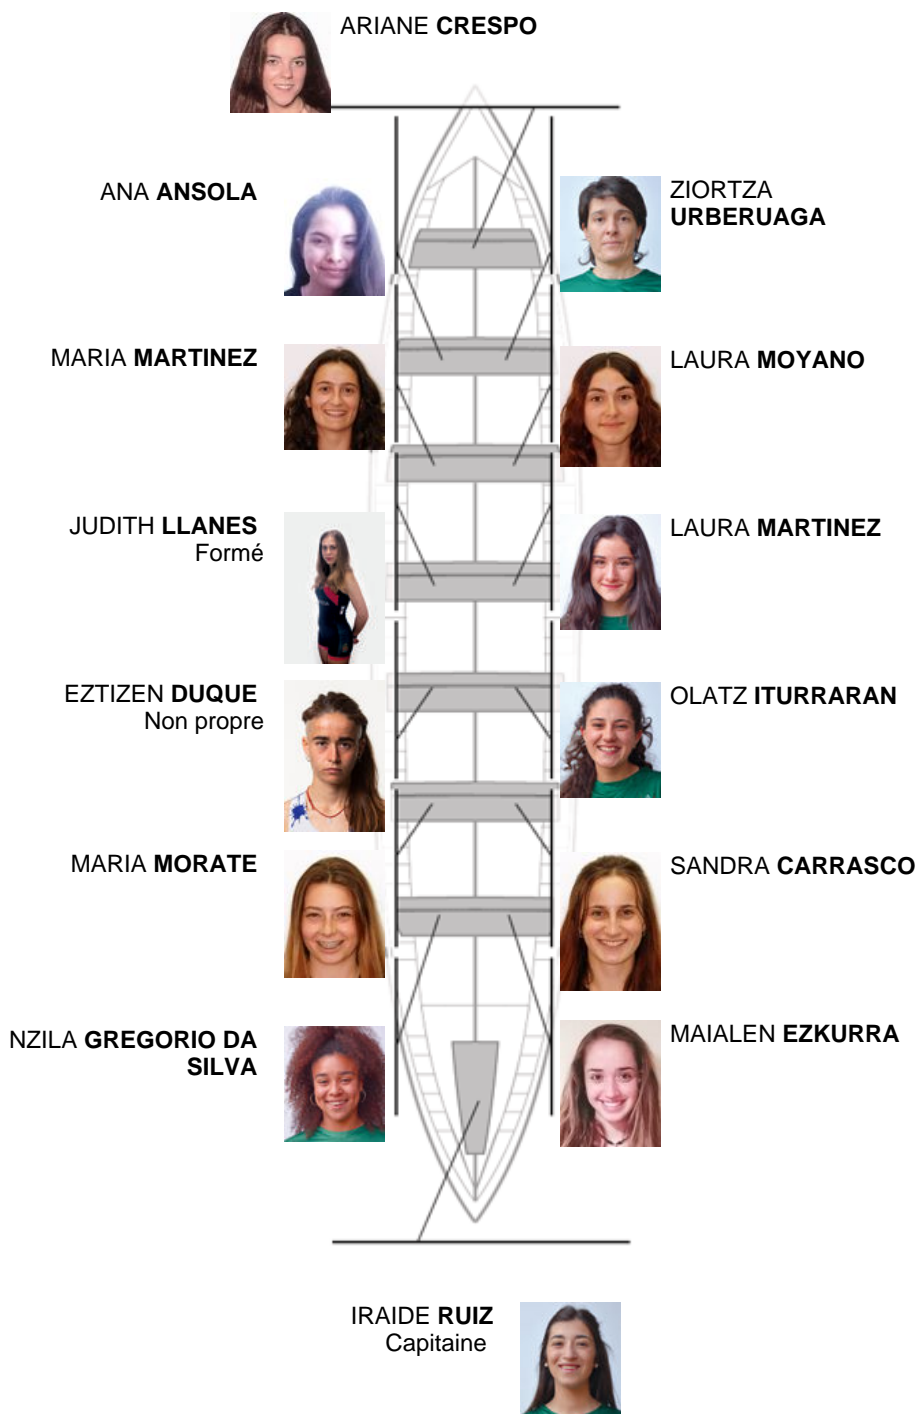 ARIANE CRESPO
ANA ANSOLA
ZIORTZA
URBERUAGA
MARIA MARTINEZ
LAURA MOYANO
JUDITH LLANES
Formé
LAURA MARTINEZ
EZTIZEN DUQUE
Non propre
OLATZ ITURRARAN
MARIA MORATE
SANDRA CARRASCO
NZILA GREGORIO DA
SILVA
MAIALEN EZKURRA
IRAIDE RUIZ
Capitaine